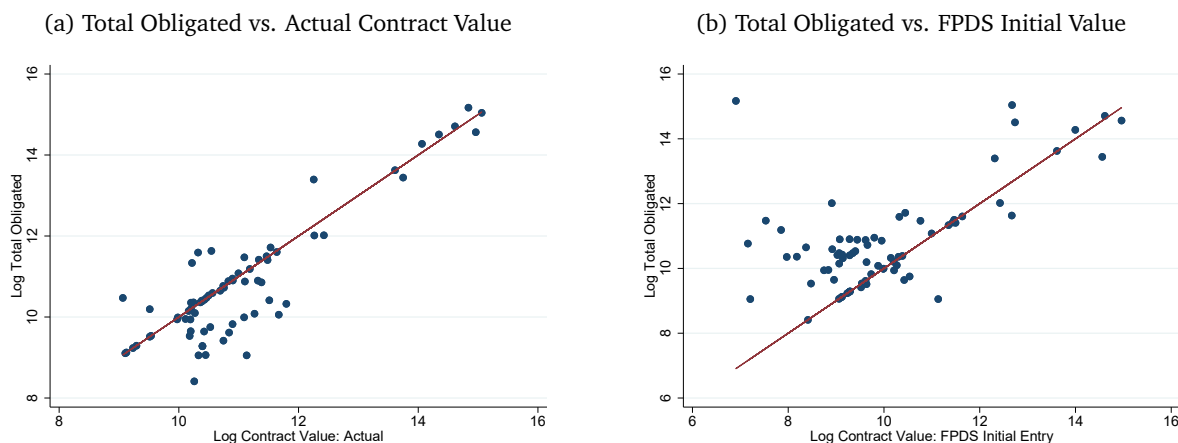 (a) Total Obligated vs. Actual Contract Value
16
14
12
10
8
Log Total Obligated
8 10 12 14 16
Log Contract Value: Actual
(b) Total Obligated vs. FPDS Initial Value
16
14
12
10
8
6
Log Total Obligated
6 8 10 12 14 16
Log Contract Value: FPDS Initial Entry